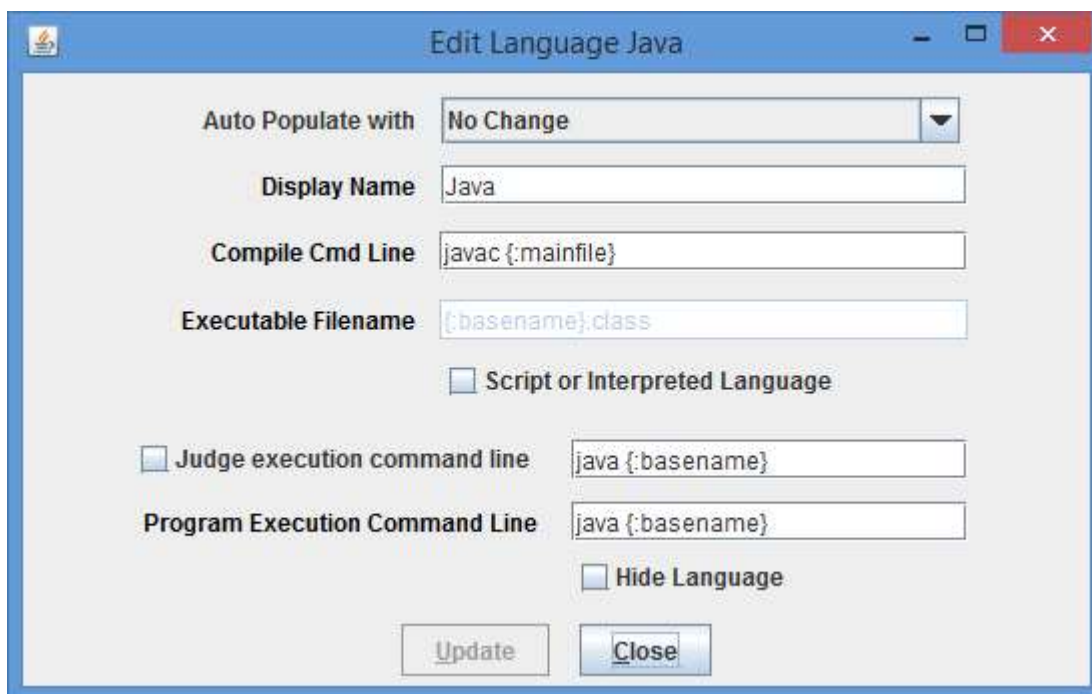 Edit Language Java
Auto Populate with No Change
Display Name Java
Compile Cmd Line javac {:mainfile}
Executable Filename {:basename}.class
Script or Interpreted Language
Judge execution command line java {:basename}
Program Execution Command Line java {:basename}
Hide Language
Update Close